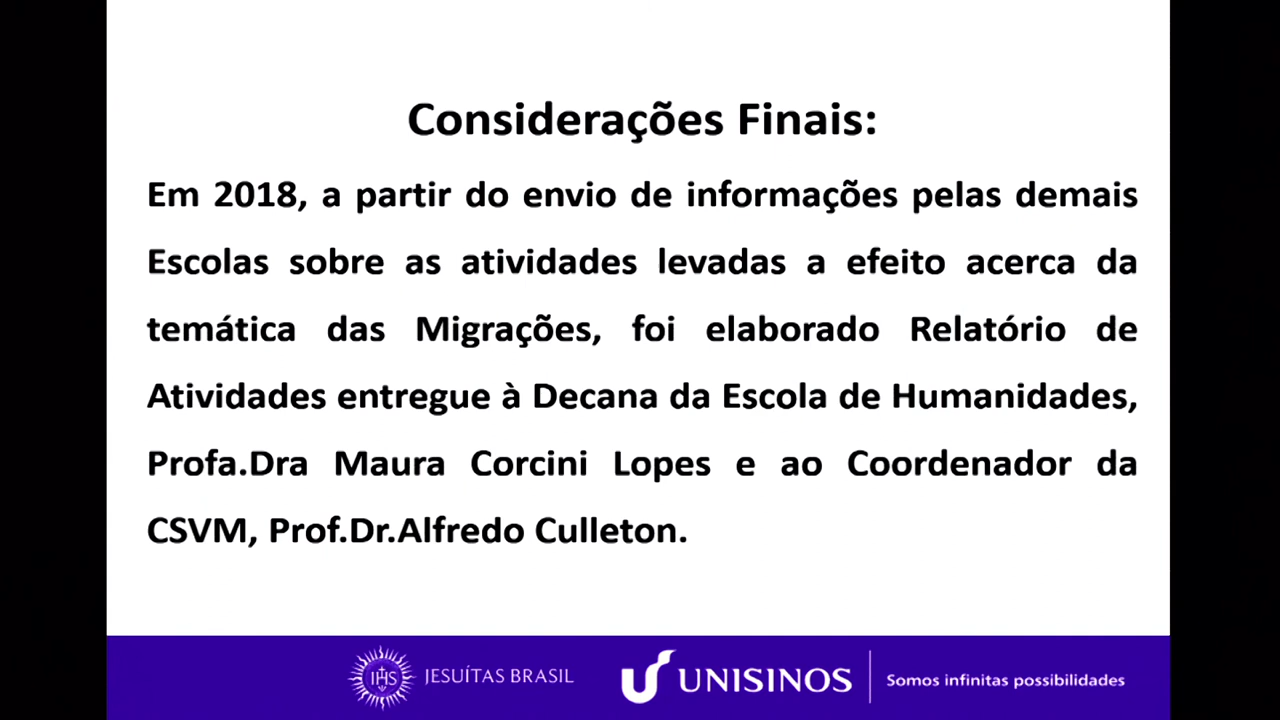 Considerações Finais:
Em 2018, a partir do envio de informações pelas demais
Escolas sobre as atividades levadas a efeito acerca da
temática das Migrações, foi elaborado Relatório de
Atividades entregue à Decana da Escola de Humanidades,
Profa.Dra Maura Corcini Lopes e ao Coordenador da
CSVM, Prof.Dr.Alfredo Culleton.
IHS JESUÍTAS BRASIL UNISINOS Somos infinitas possibilidades